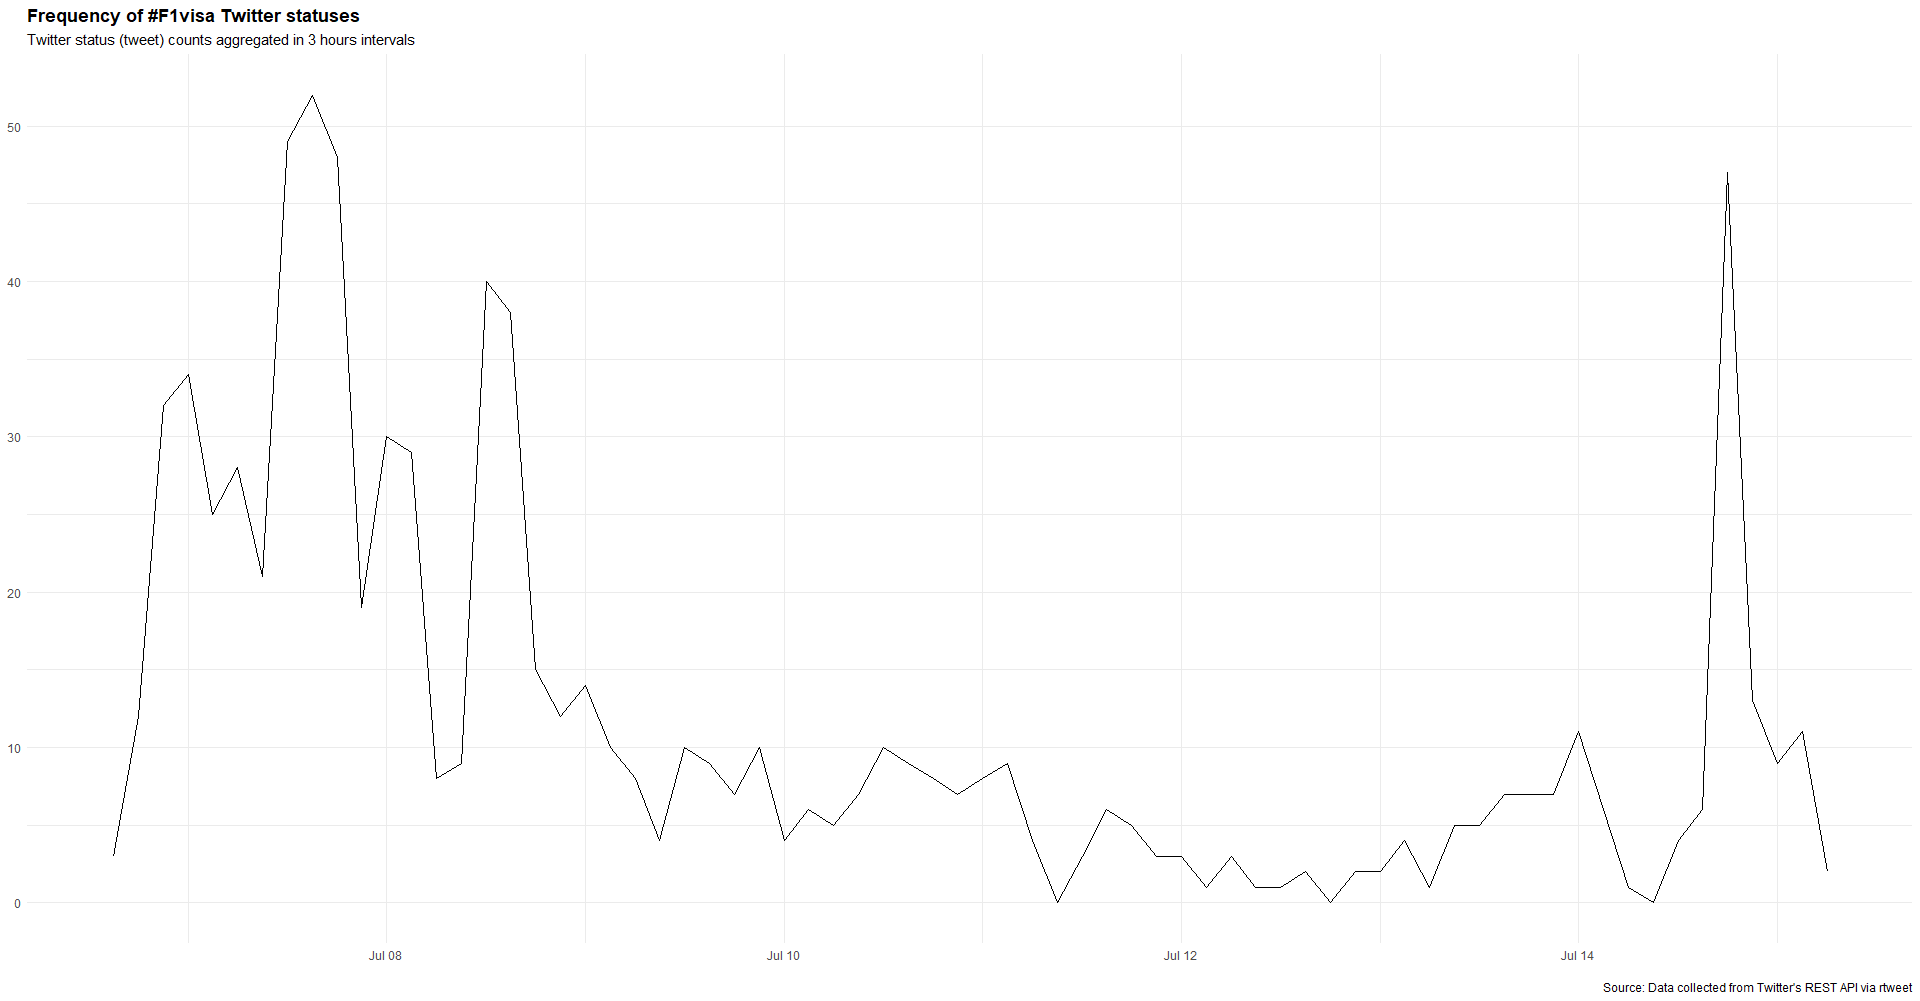 Frequency of #F1visa Twitter statuses
Twitter status (tweet) counts aggregated in 3 hours intervals
50
40
30
20
10
0
Jul 08
Jul 10
Jul 12
Jul 14
Source: Data collected from Twitter's REST API via rtweet